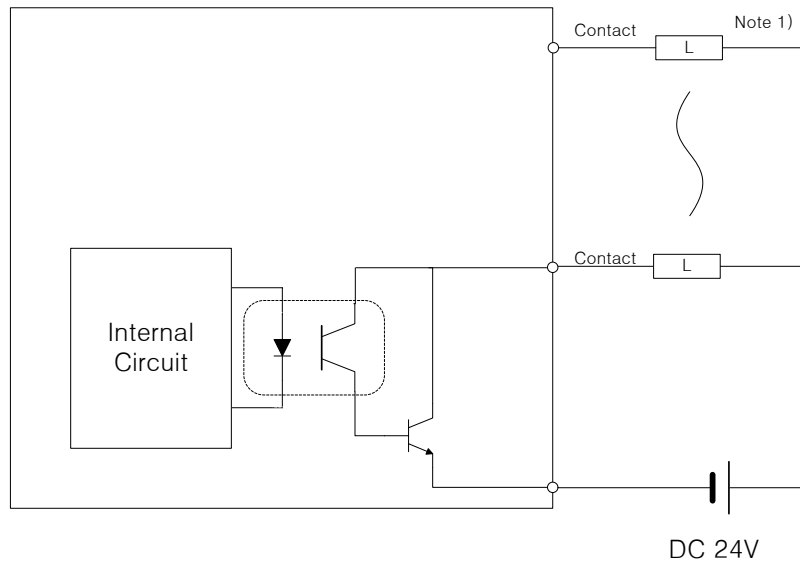 Contact
L
Note 1)
Contact
L
Internal
Circuit
DC 24V